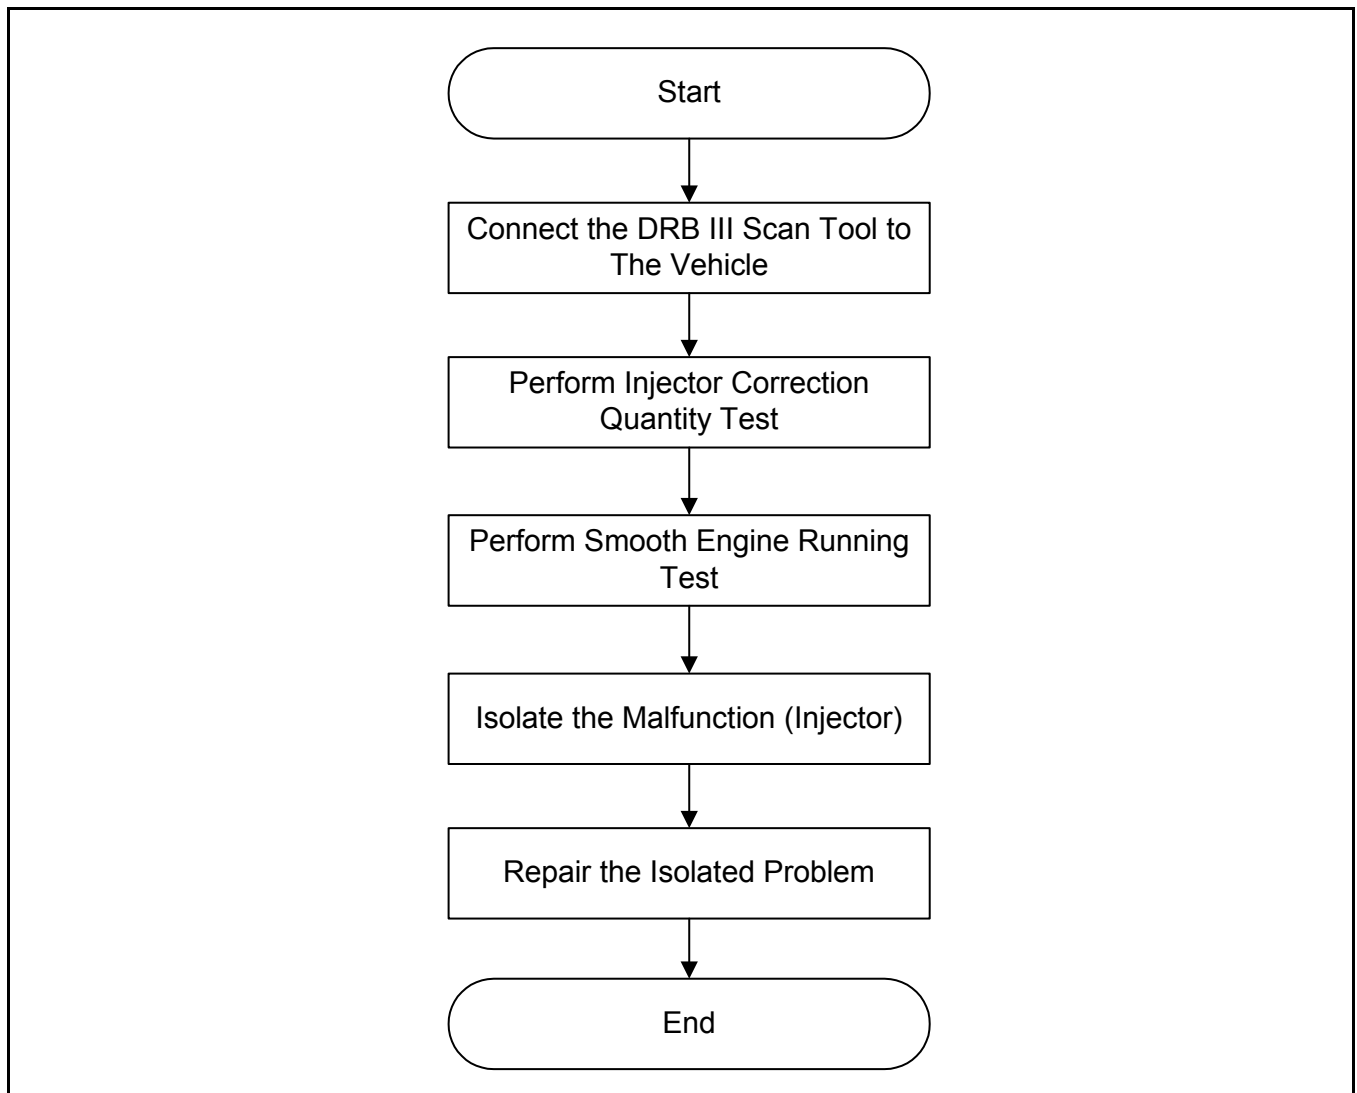 Start
Connect the DRB III Scan Tool to
The Vehicle
Perform Injector Correction
Quantity Test
Perform Smooth Engine Running
Test
Isolate the Malfunction (Injector)
Repair the Isolated Problem
End